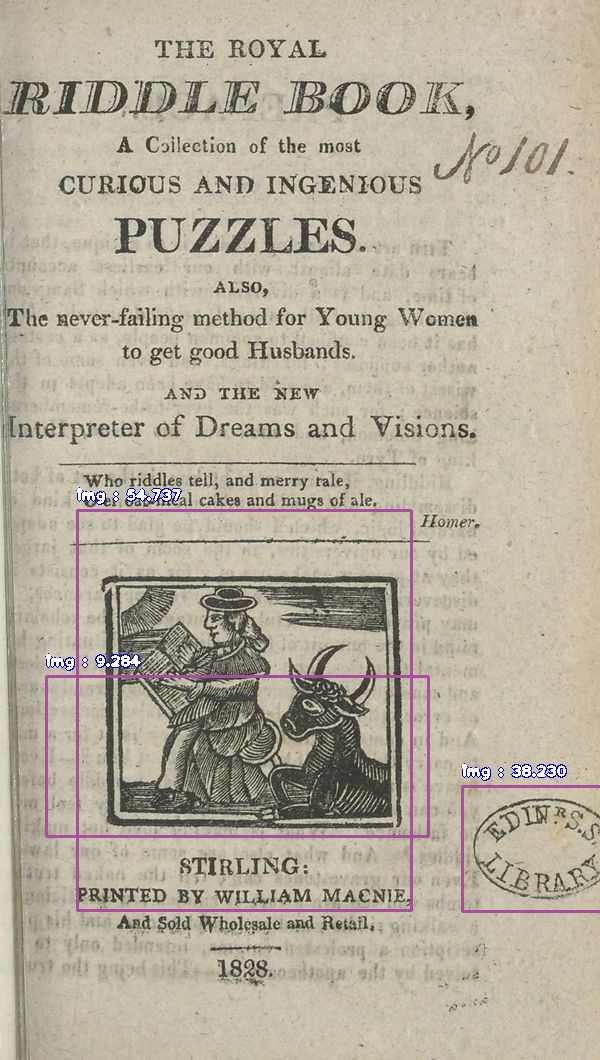 THE ROYAL
RIDDLE BOOK,
A Collection of the most
CURIOUS AND INGENIOUS
No 101.
PUZZLES.
ALSO,
The never-failing method for Young Women
to get good Husbands.
AND THE NEW
Interpreter of Dreams and Visions.
Who riddles tell, and merry tale,
O'er oat-meal cakes and mugs of ale.
Homer.
img : 54.737
img : 9.284
img : 38.230
EDINR. S.S.
LIBRARY
STIRLING:
PRINTED BY WILLIAM MACNIE,
And Sold Wholesale and Retail.
1828.